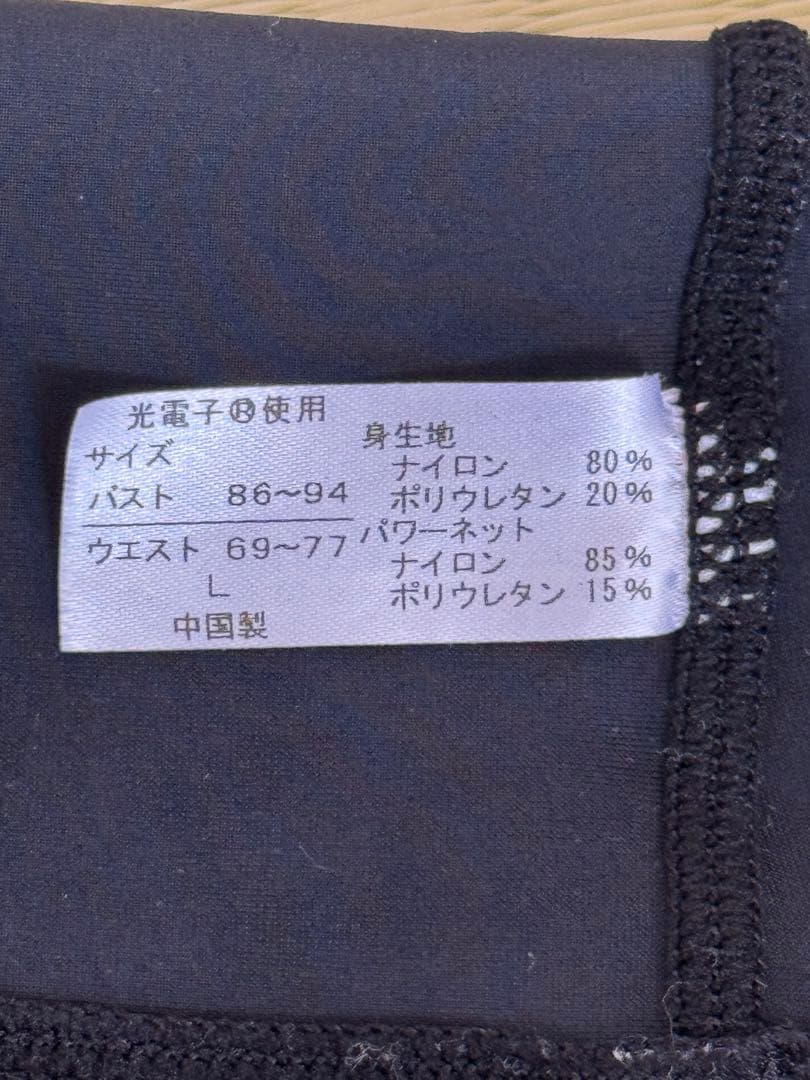 光電子®使用
サイズ
バスト 86〜94
ウエスト 69〜77
L
中国製
身生地
ナイロン 80%
ポリウレタン 20%
パワーネット
ナイロン 85%
ポリウレタン 15%